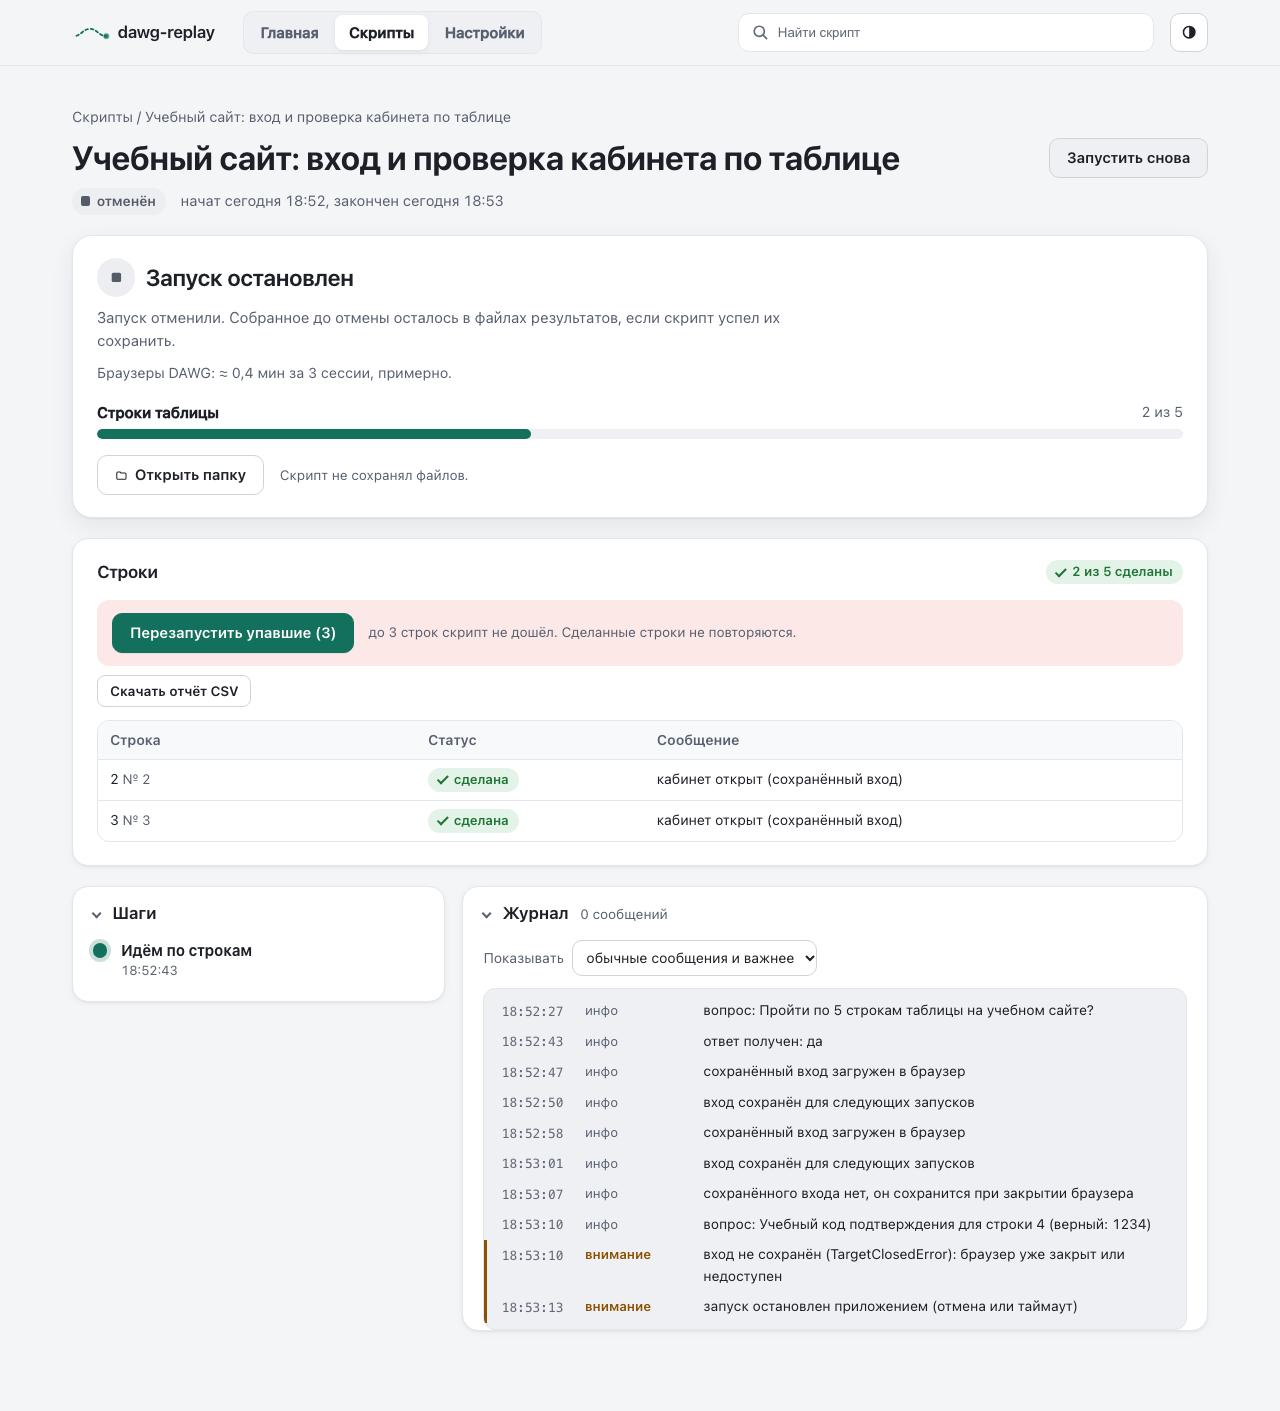 dawg-replay
Главная
Скрипты
Настройки
Найти скрипт
Скрипты / Учебный сайт: вход и проверка кабинета по таблице
Учебный сайт: вход и проверка кабинета по таблице
Запустить снова
отменён
начат сегодня 18:52, закончен сегодня 18:53
Запуск остановлен
Запуск отменили. Собранное до отмены осталось в файлах результатов, если скрипт успел их
сохранить.
Браузеры DAWG: ≈ 0,4 мин за 3 сессии, примерно.
Строки таблицы
2 из 5
Открыть папку
Скрипт не сохранял файлов.
Строки
2 из 5 сделаны
Перезапустить упавшие (3)
до 3 строк скрипт не дошёл. Сделанные строки не повторяются.
Скачать отчёт CSV
Строка Статус Сообщение
2 № 2 сделана кабинет открыт (сохранённый вход)
3 № 3 сделана кабинет открыт (сохранённый вход)
Шаги
Идём по строкам
18:52:43
Журнал 0 сообщений
Показывать обычные сообщения и важнее
18:52:27 инфо вопрос: Пройти по 5 строкам таблицы на учебном сайте?
18:52:43 инфо ответ получен: да
18:52:47 инфо сохранённый вход загружен в браузер
18:52:50 инфо вход сохранён для следующих запусков
18:52:58 инфо сохранённый вход загружен в браузер
18:53:01 инфо вход сохранён для следующих запусков
18:53:07 инфо сохранённого входа нет, он сохранится при закрытии браузера
18:53:10 инфо вопрос: Учебный код подтверждения для строки 4 (верный: 1234)
18:53:10 внимание вход не сохранён (TargetClosedError): браузер уже закрыт или
недоступен
18:53:13 внимание запуск остановлен приложением (отмена или таймаут)